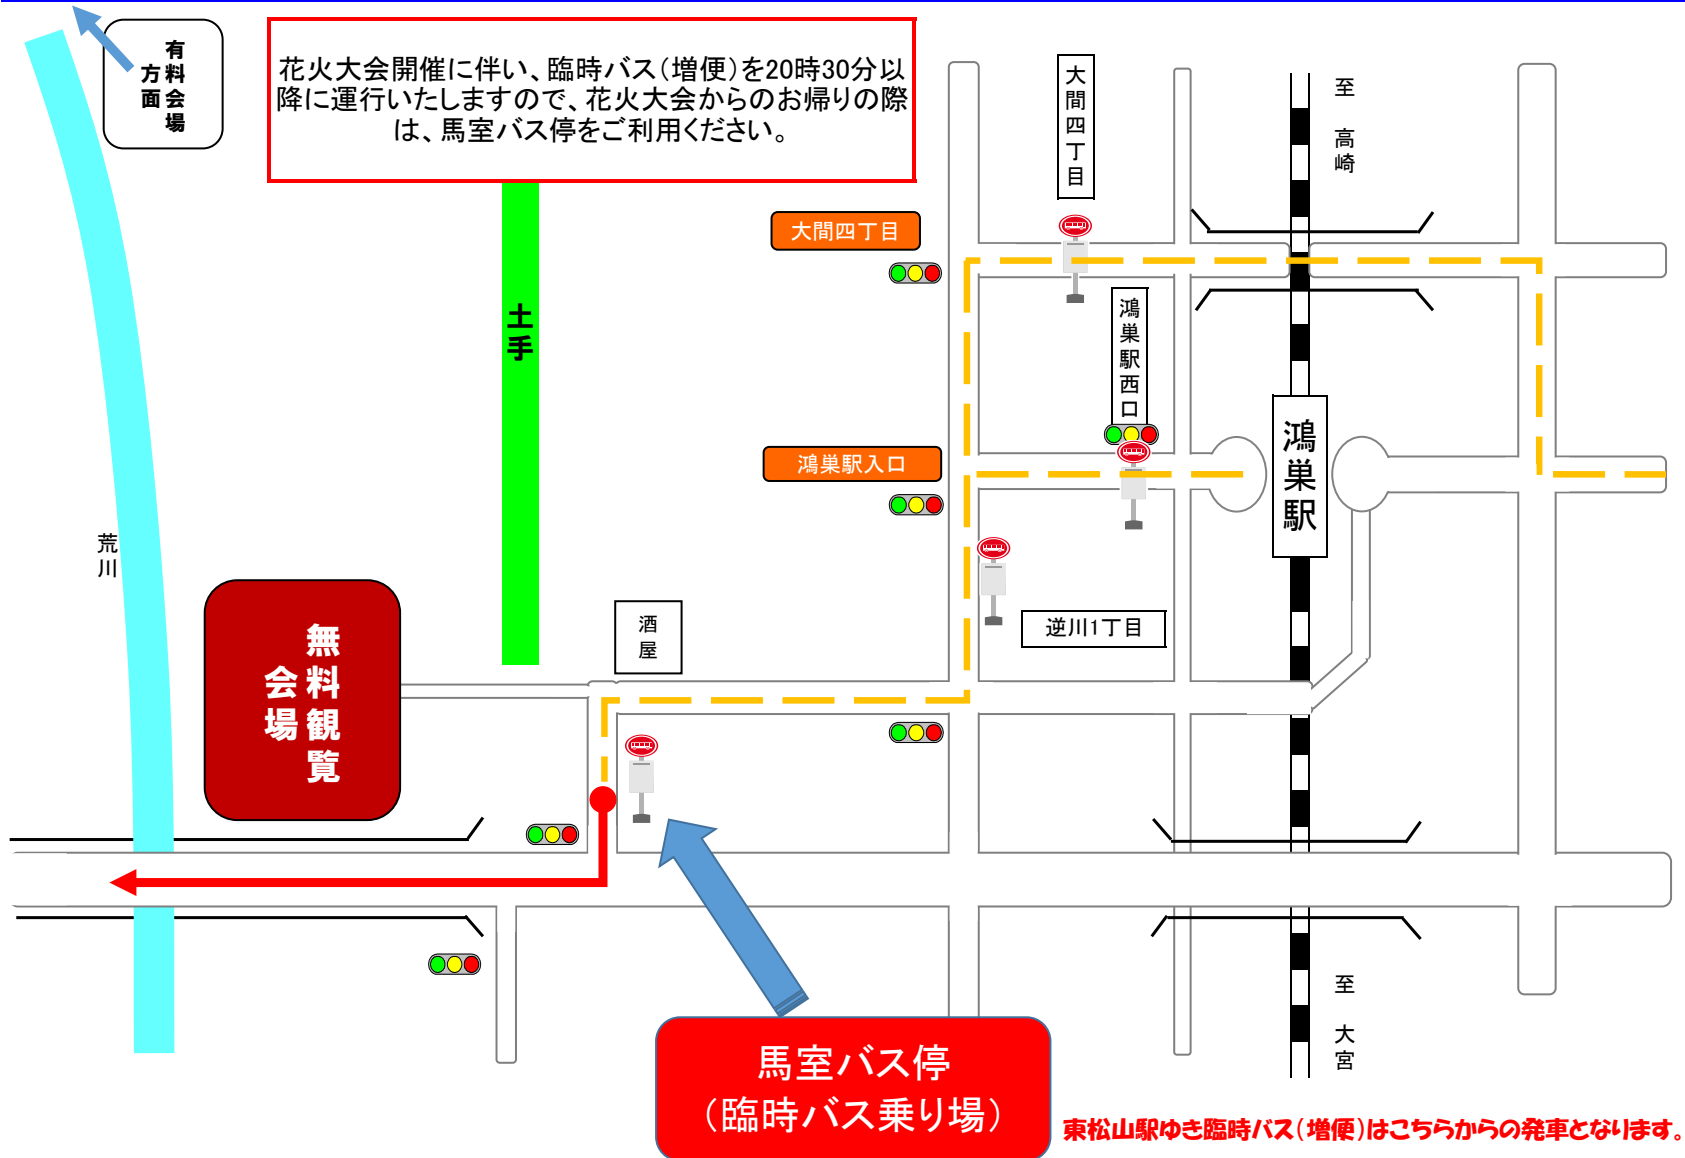 有料会場
方面
花火大会開催に伴い、臨時バス（増便）を20時30分以
降に運行いたしますので、花火大会からのお帰りの際
は、馬室バス停をご利用ください。
大間四丁目
至 高崎
大間四丁目
土手
鴻巣駅西口
鴻巣駅
鴻巣駅入口
荒川
酒屋
逆川1丁目
無料観覧
会場
至 大宮
馬室バス停
（臨時バス乗り場）
東松山駅ゆき臨時バス（増便）はこちらからの発車となります。